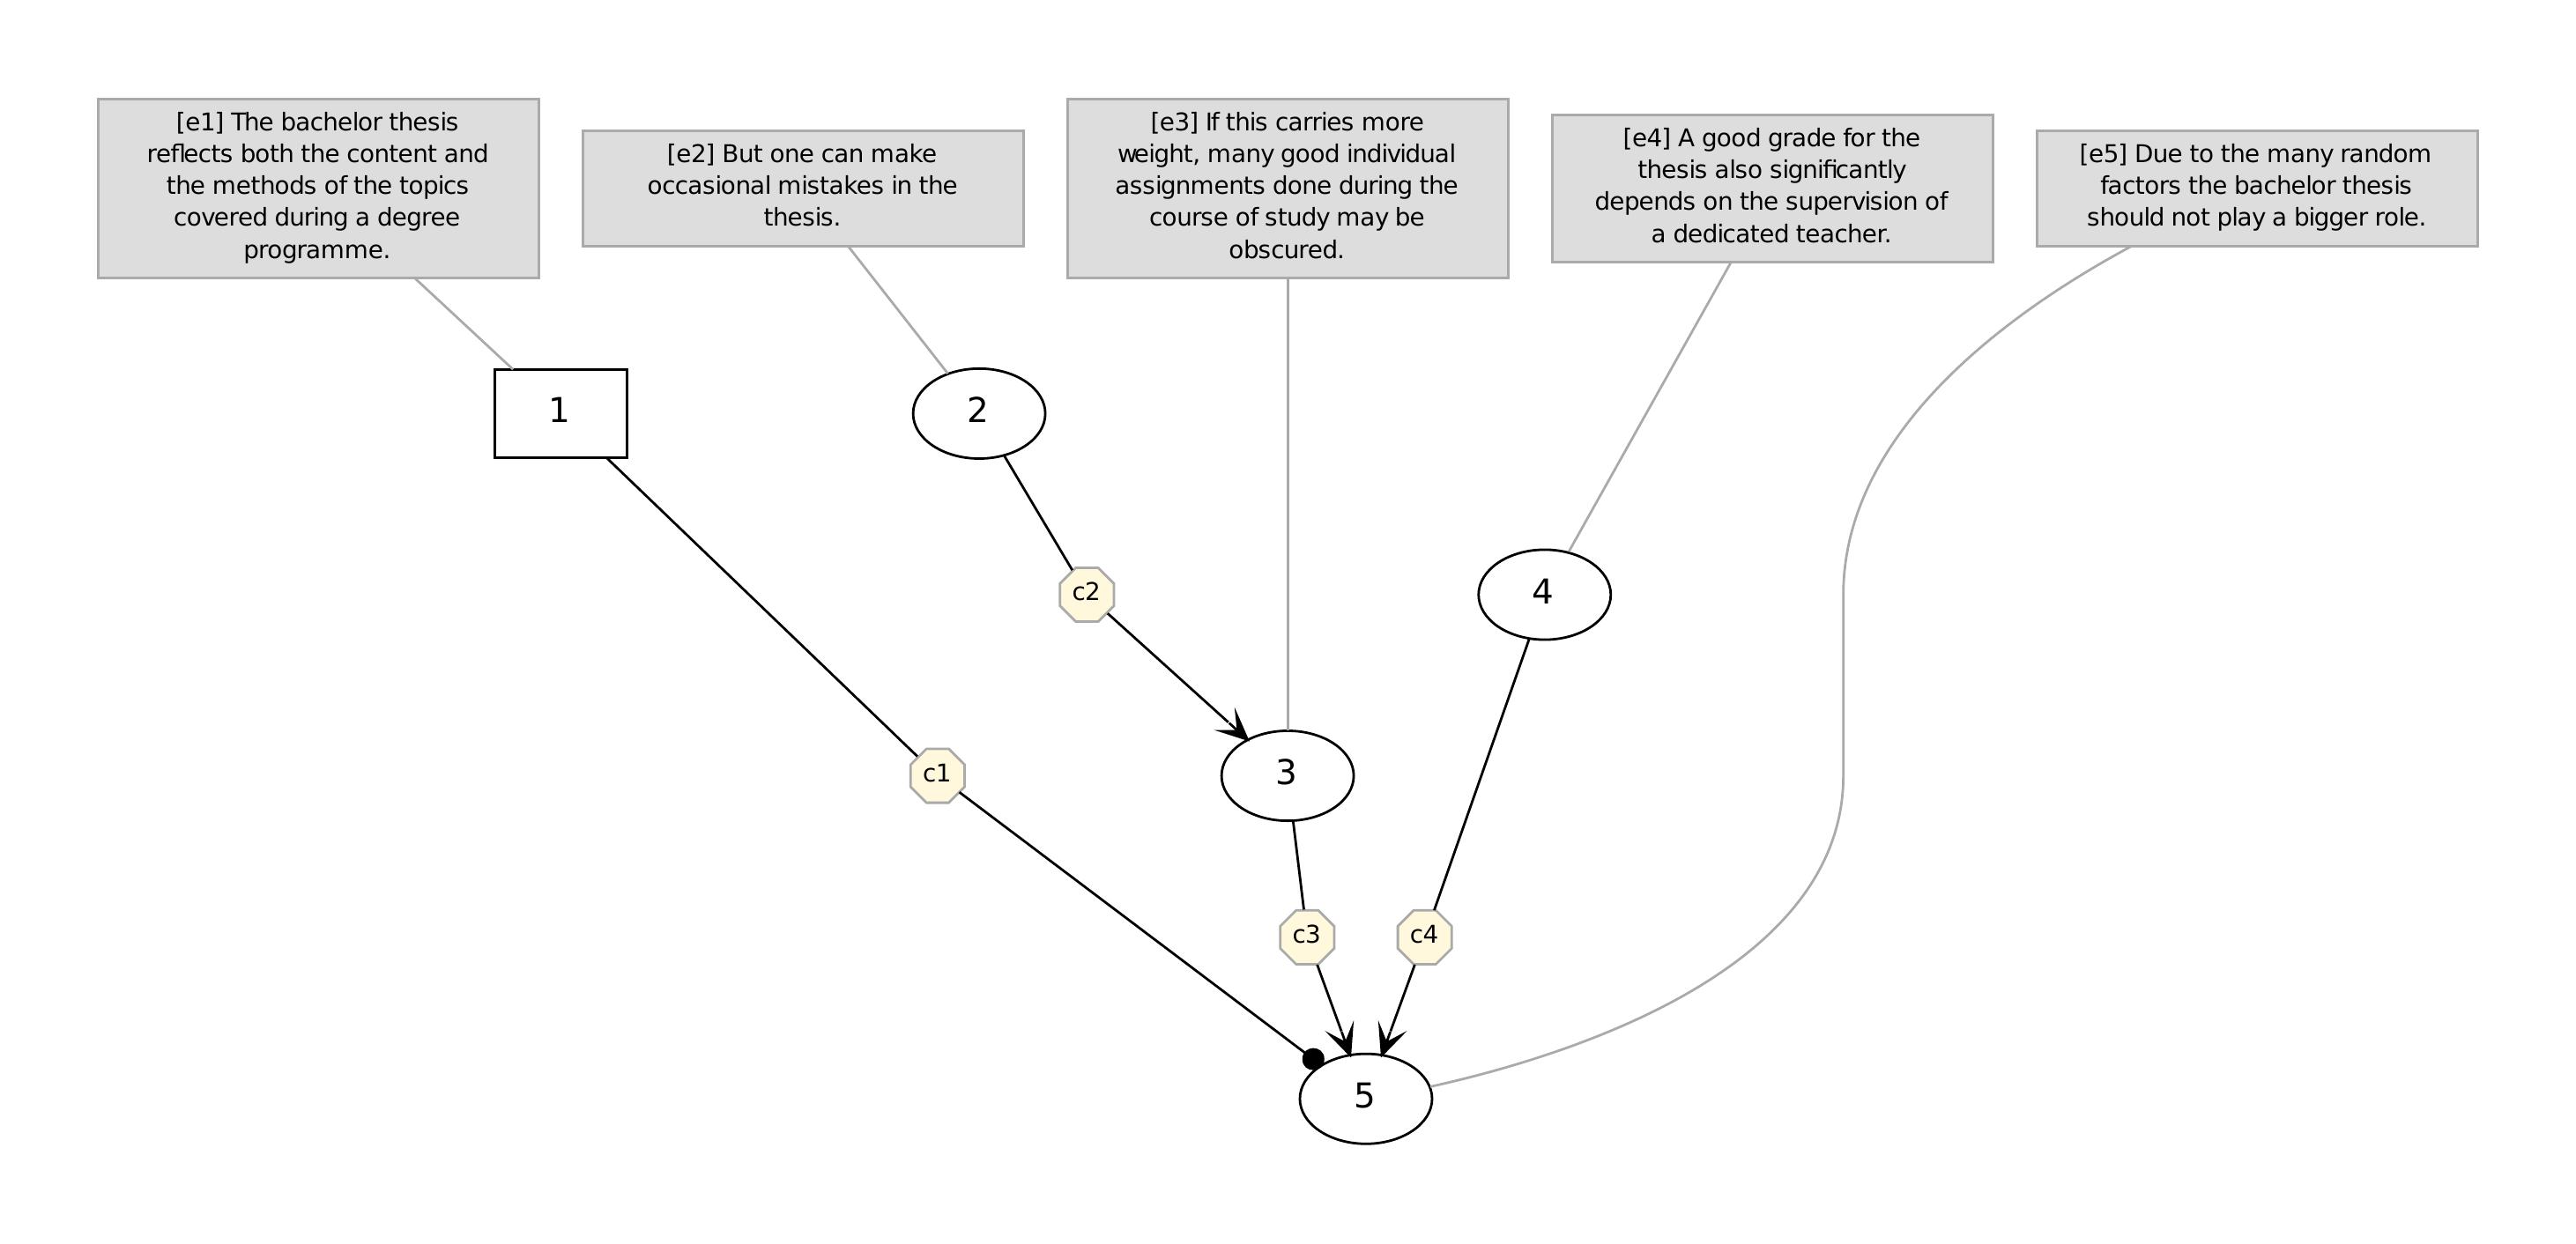 [e1] The bachelor thesis
reflects both the content and
the methods of the topics
covered during a degree
programme.
[e2] But one can make
occasional mistakes in the
thesis.
[e3] If this carries more
weight, many good individual
assignments done during the
course of study may be
obscured.
[e4] A good grade for the
thesis also significantly
depends on the supervision of
a dedicated teacher.
[e5] Due to the many random
factors the bachelor thesis
should not play a bigger role.
1
2
c2
4
c1
3
c3
c4
5